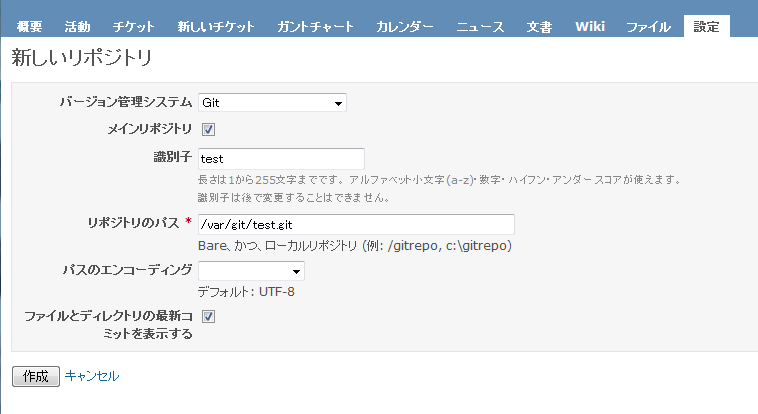 概要 活動 チケット 新しいチケット ガントチャート カレンダー ニュース 文書 Wiki ファイル 設定
新しいリポジトリ
バージョン管理システム Git
メインリポジトリ
識別子 test
長さは1から255文字までです。アルファベット小文字(a-z)・数字・ハイフン・アンダースコアが使えます。
識別子は後で変更することはできません。
リポジトリのパス * /var/git/test.git
Bare、かつ、ローカルリポジトリ (例: /gitrepo, c:\gitrepo)
パスのエンコーディング
デフォルト: UTF-8
ファイルとディレクトリの最新コ
ミットを表示する
作成 キャンセル